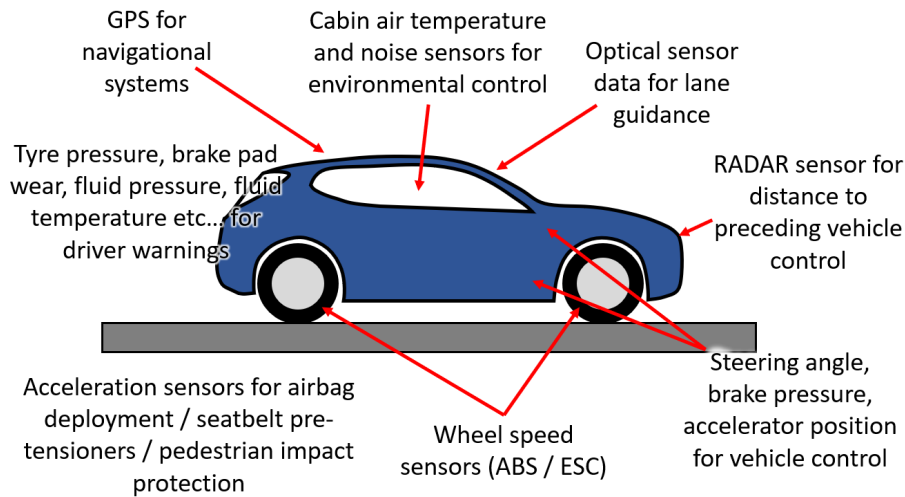 GPS for
navigational
systems
Cabin air temperature
and noise sensors for
environmental control
Optical sensor
data for lane
guidance
Tyre pressure, brake pad
wear, fluid pressure, fluid
temperature etc... for
driver warnings
RADAR sensor for
distance to
preceding vehicle
control
Acceleration sensors for airbag
deployment / seatbelt pre-
tensioners / pedestrian impact
protection
Wheel speed
sensors (ABS / ESC)
Steering angle,
brake pressure,
accelerator position
for vehicle control